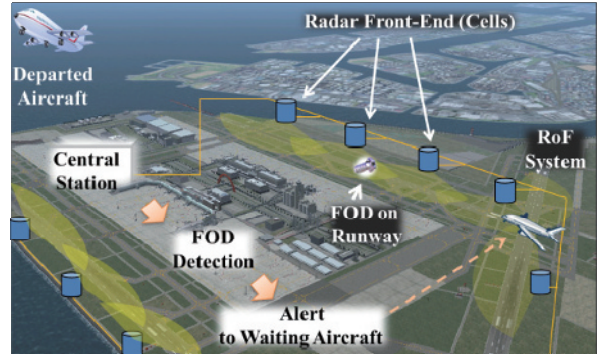 Radar Front-End (Cells)
Departed
Aircraft
RoF
System
Central
Station
FOD on
Runway
FOD
Detection
Alert
to Waiting Aircraft